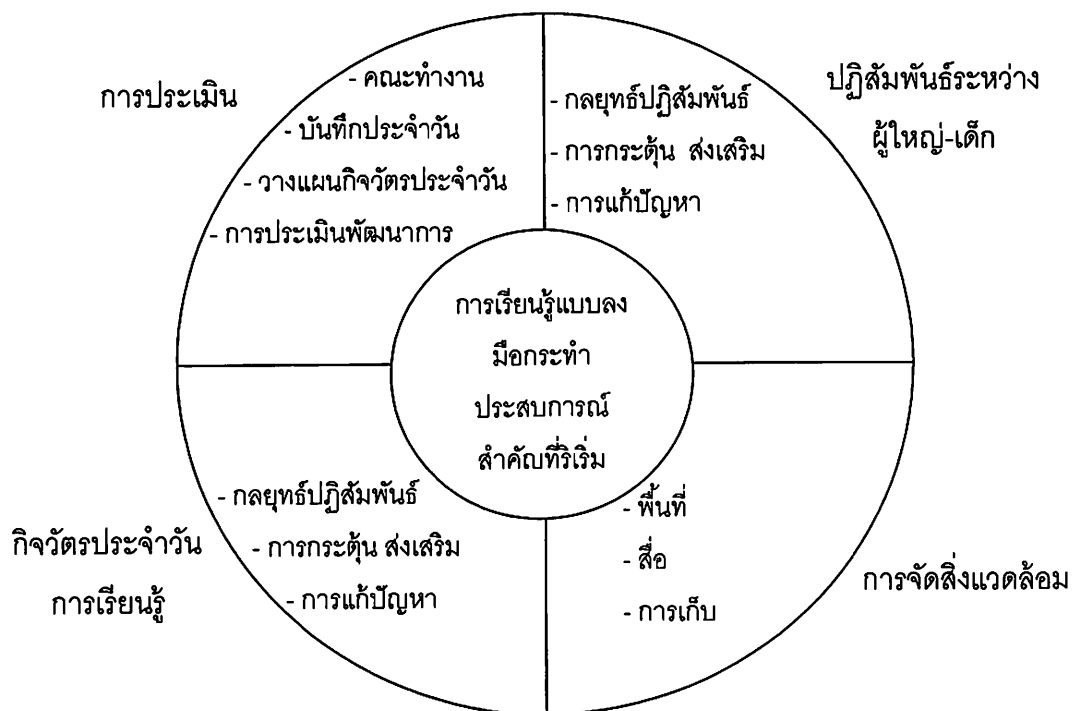 การประเมิน
- คณะทำงาน
- บันทึกประจำวัน
- วางแผนกิจวัตรประจำวัน
- การประเมินพัฒนาการ
ปฏิสัมพันธ์ระหว่าง
ผู้ใหญ่-เด็ก
- กลยุทธ์ปฏิสัมพันธ์
- การกระตุ้น ส่งเสริม
- การแก้ปัญหา
การเรียนรู้แบบลง
มือกระทำ
ประสบการณ์
สำคัญที่ริเริ่ม
กิจวัตรประจำวัน
การเรียนรู้
- กลยุทธ์ปฏิสัมพันธ์
- การกระตุ้น ส่งเสริม
- การแก้ปัญหา
- พื้นที่
- สื่อ
- การเก็บ
การจัดสิ่งแวดล้อม